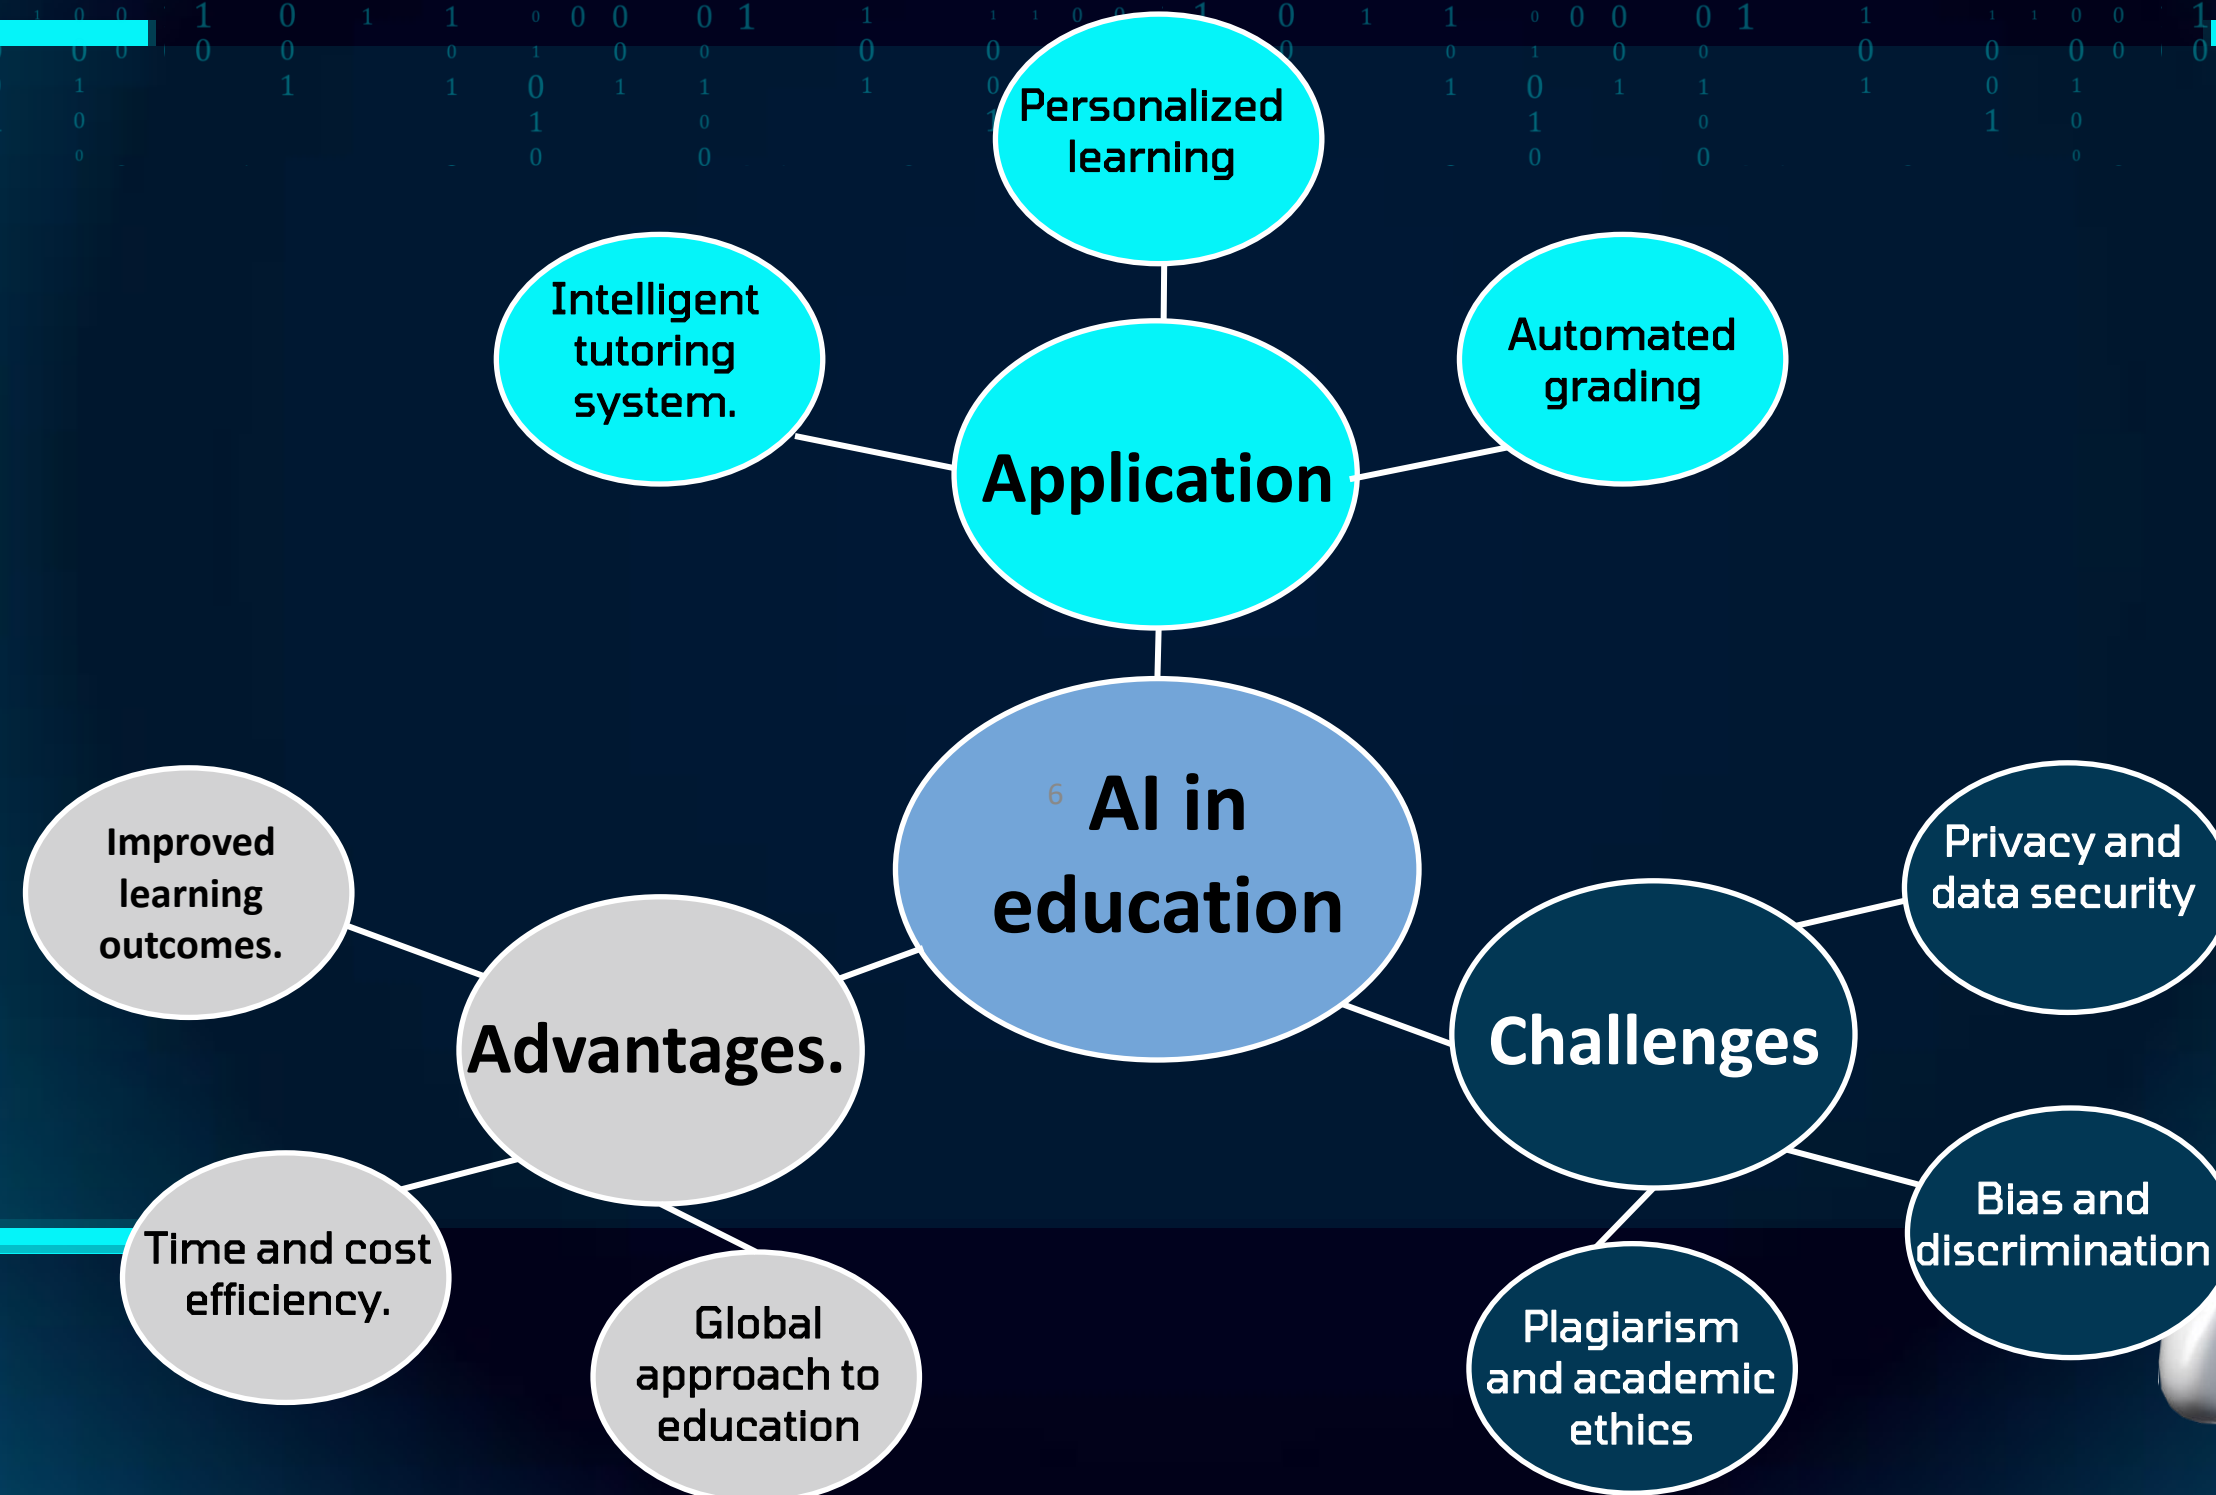 Personalized
learning
Intelligent
tutoring
system.
Automated
grading
Application
6
AI in
education
Improved
learning
outcomes.
Advantages.
Time and cost
efficiency.
Global
approach to
education
Challenges
Privacy and
data security
Bias and
discrimination
Plagiarism
and academic
ethics